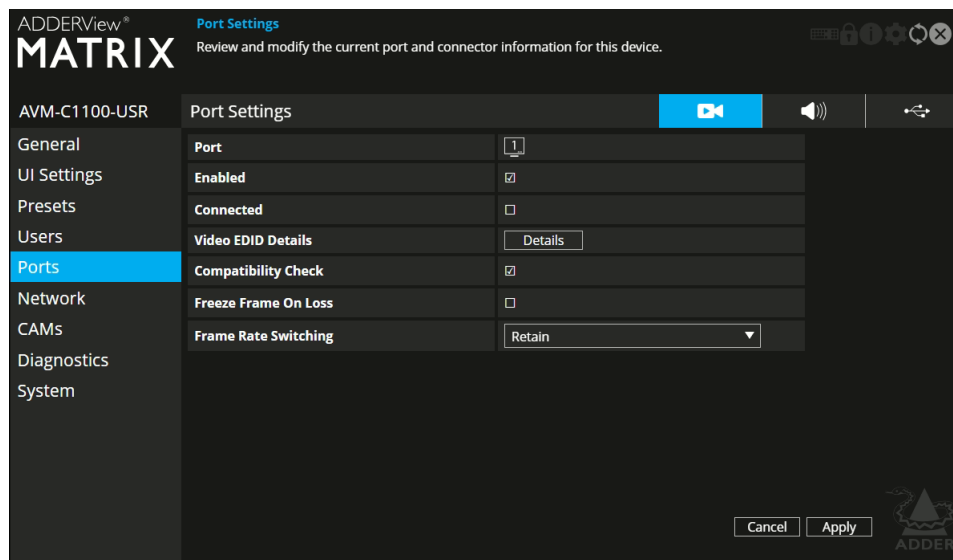 ADDERView®
MATRIX
Port Settings
Review and modify the current port and connector information for this device.
AVM-C1100-USR
Port Settings
General
UI Settings
Presets
Users
Ports
Network
CAMs
Diagnostics
System
Port
1
Enabled
Connected
Video EDID Details
Details
Compatibility Check
Freeze Frame On Loss
Frame Rate Switching
Retain
Cancel
Apply
ADDER